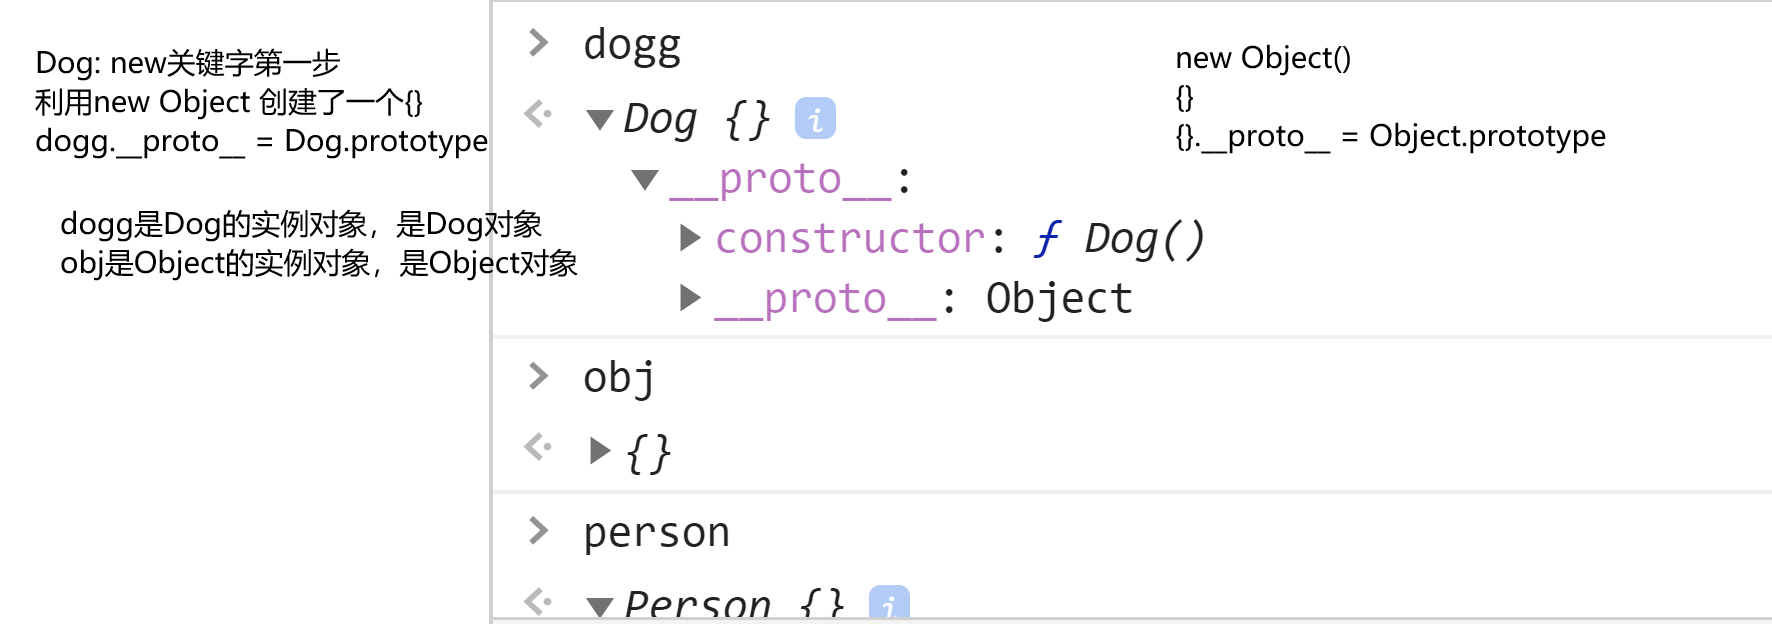 Dog: new关键字第一步
利用new Object 创建了一个{}
dogg.__proto__ = Dog.prototype
dogg是Dog的实例对象，是Dog对象
obj是Object的实例对象，是Object对象
> dogg
<· ▼ Dog {} i
▼ __proto__:
▶ constructor: ƒ Dog()
▶ __proto__: Object
> obj
<· ▶ {}
> person
<· ▼ Person {} i
new Object()
{}
{}.__proto__ = Object.prototype